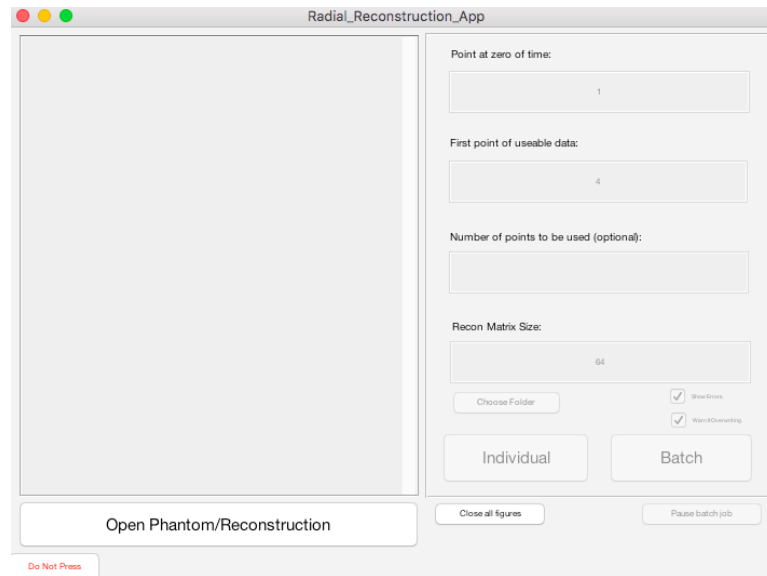 Radial_Reconstruction_App
Point at zero of time:
1
First point of useable data:
4
Number of points to be used (optional):
Recon Matrix Size:
64
Choose Folder
Show Errors
Warn if Overwriting
Individual
Batch
Open Phantom/Reconstruction
Close all figures
Pause batch job
Do Not Press